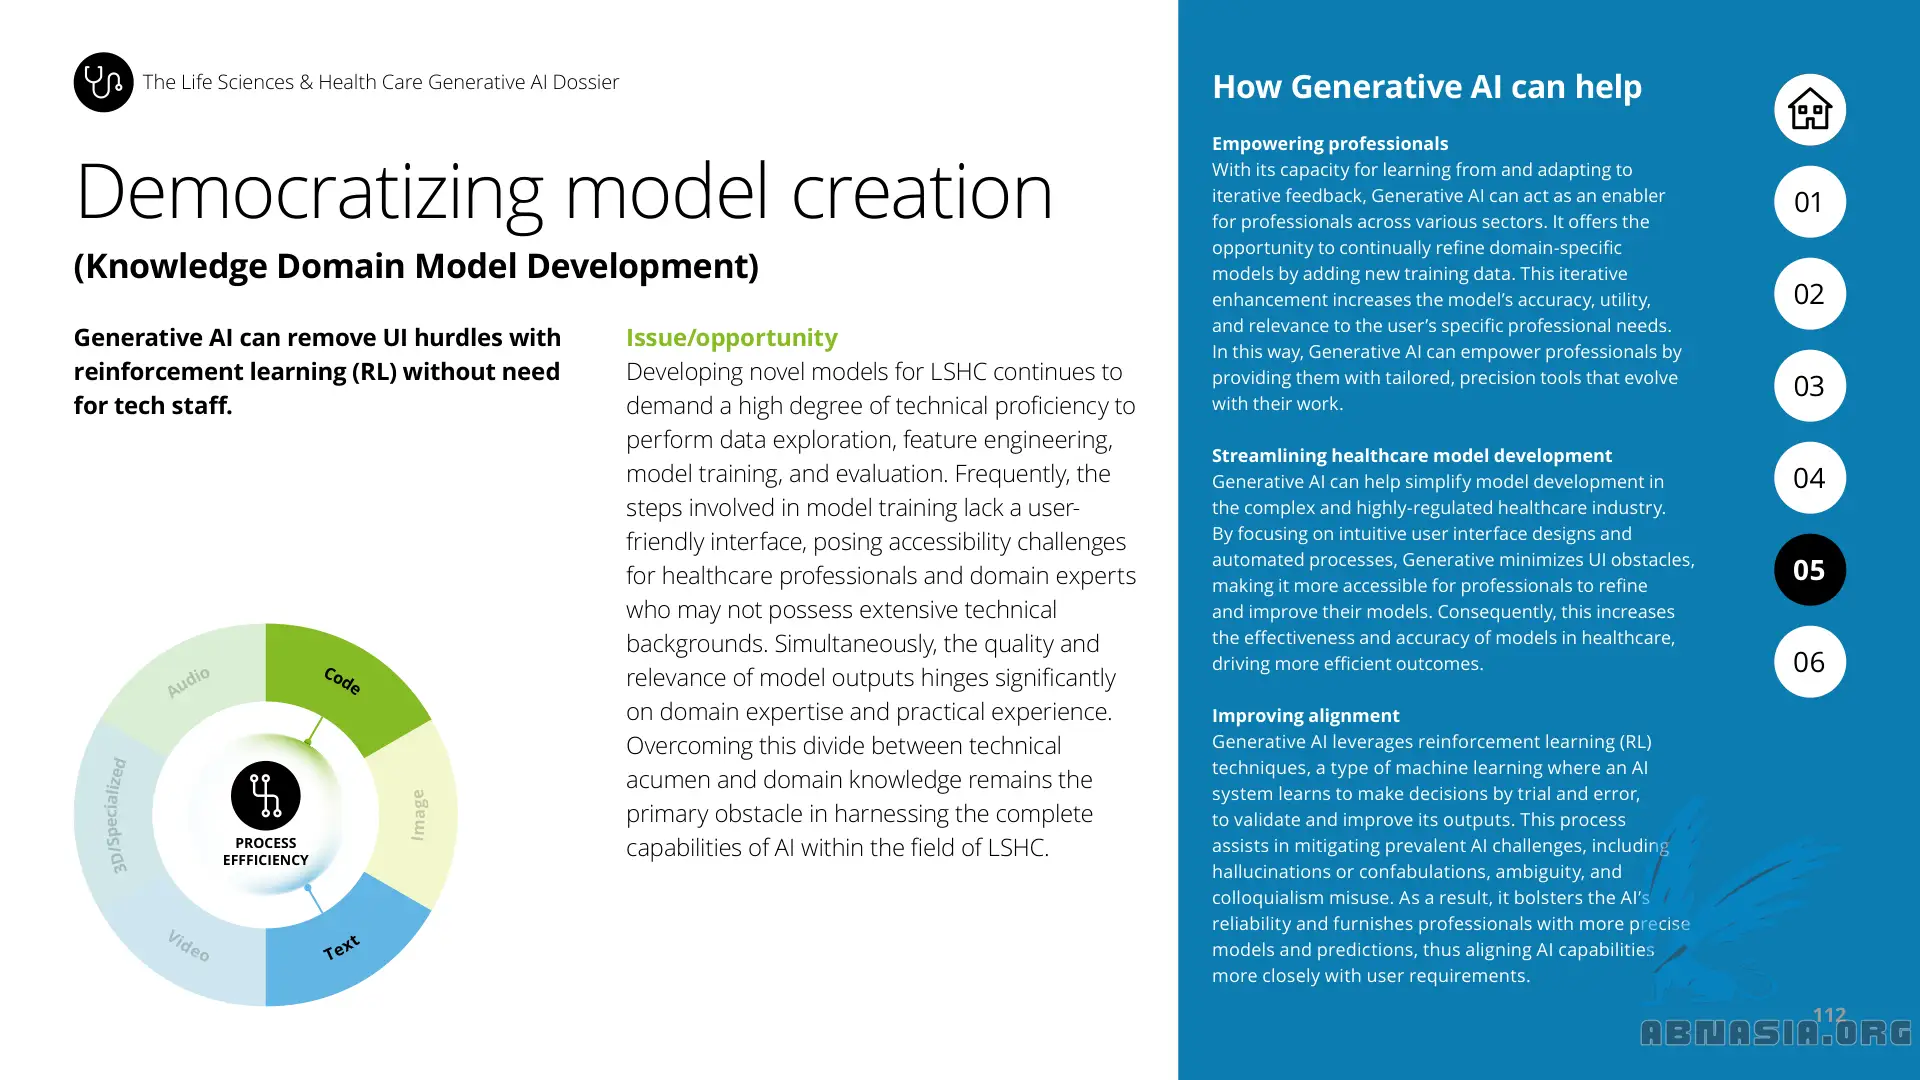 The Life Sciences & Health Care Generative AI Dossier
Democratizing model creation
(Knowledge Domain Model Development)
Generative AI can remove UI hurdles with
reinforcement learning (RL) without need
for tech staff.
Audio
Code
3D/Specialized
Image
PROCESS
EFFFICIENCY
Video
Text
Issue/opportunity
Developing novel models for LSHC continues to
demand a high degree of technical proficiency to
perform data exploration, feature engineering,
model training, and evaluation. Frequently, the
steps involved in model training lack a user-
friendly interface, posing accessibility challenges
for healthcare professionals and domain experts
who may not possess extensive technical
backgrounds. Simultaneously, the quality and
relevance of model outputs hinges significantly
on domain expertise and practical experience.
Overcoming this divide between technical
acumen and domain knowledge remains the
primary obstacle in harnessing the complete
capabilities of AI within the field of LSHC.
How Generative AI can help
Empowering professionals
With its capacity for learning from and adapting to
iterative feedback, Generative AI can act as an enabler
for professionals across various sectors. It offers the
opportunity to continually refine domain-specific
models by adding new training data. This iterative
enhancement increases the model’s accuracy, utility,
and relevance to the user’s specific professional needs.
In this way, Generative AI can empower professionals by
providing them with tailored, precision tools that evolve
with their work.
Streamlining healthcare model development
Generative AI can help simplify model development in
the complex and highly-regulated healthcare industry.
By focusing on intuitive user interface designs and
automated processes, Generative minimizes UI obstacles,
making it more accessible for professionals to refine
and improve their models. Consequently, this increases
the effectiveness and accuracy of models in healthcare,
driving more efficient outcomes.
Improving alignment
Generative AI leverages reinforcement learning (RL)
techniques, a type of machine learning where an AI
system learns to make decisions by trial and error,
to validate and improve its outputs. This process
assists in mitigating prevalent AI challenges, including
hallucinations or confabulations, ambiguity, and
colloquialism misuse. As a result, it bolsters the AI’s
reliability and furnishes professionals with more precise
models and predictions, thus aligning AI capabilities
more closely with user requirements.
01
02
03
04
05
06
112
ABNASIA.ORG